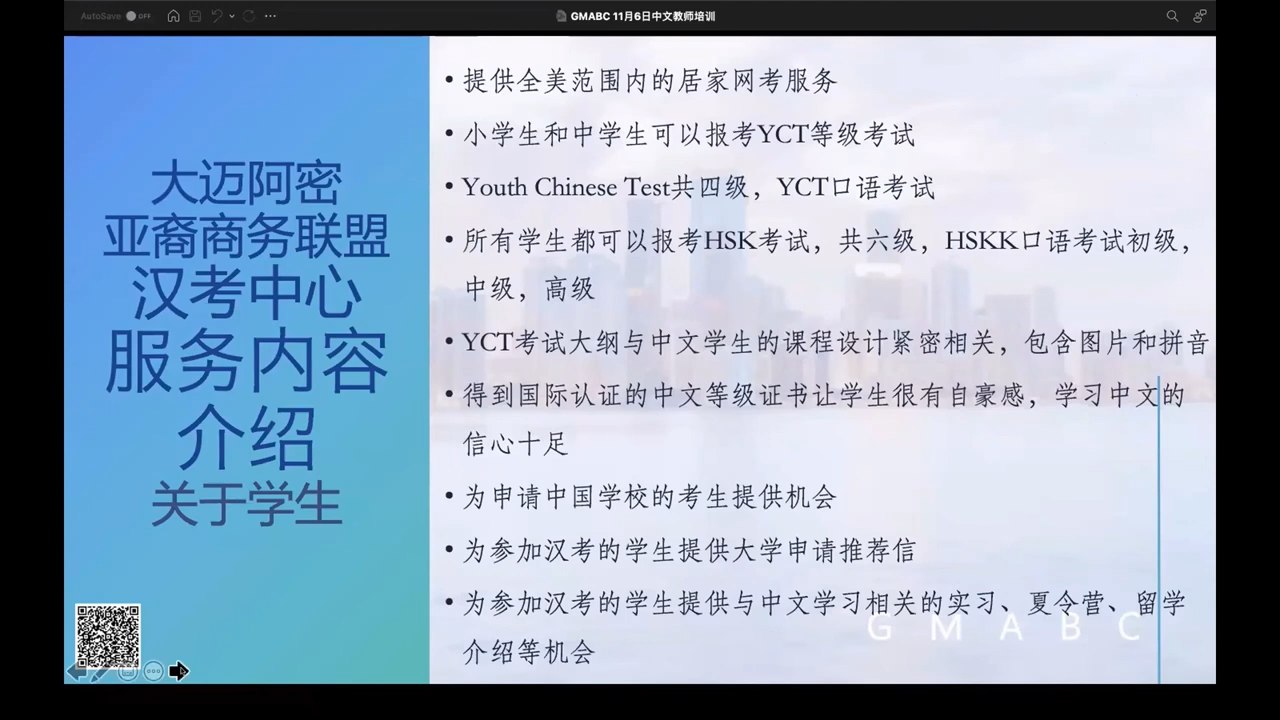 AutoSave OFF
GMABC 11月6日中文教师培训
大迈阿密
亚裔商务联盟
汉考中心
服务内容
介绍
关于学生
• 提供全美范围内的居家网考服务
• 小学生和中学生可以报考YCT等级考试
• Youth Chinese Test共四级，YCT口语考试
• 所有学生都可以报考HSK考试，共六级，HSKK口语考试初级，
中级，高级
• YCT考试大纲与中文学生的课程设计紧密相关，包含图片和拼音
• 得到国际认证的中文等级证书让学生很有自豪感，学习中文的
信心十足
• 为申请中国学校的考生提供机会
• 为参加汉考的学生提供大学申请推荐信
• 为参加汉考的学生提供与中文学习相关的实习、夏令营、留学
介绍等机会
G M A B C